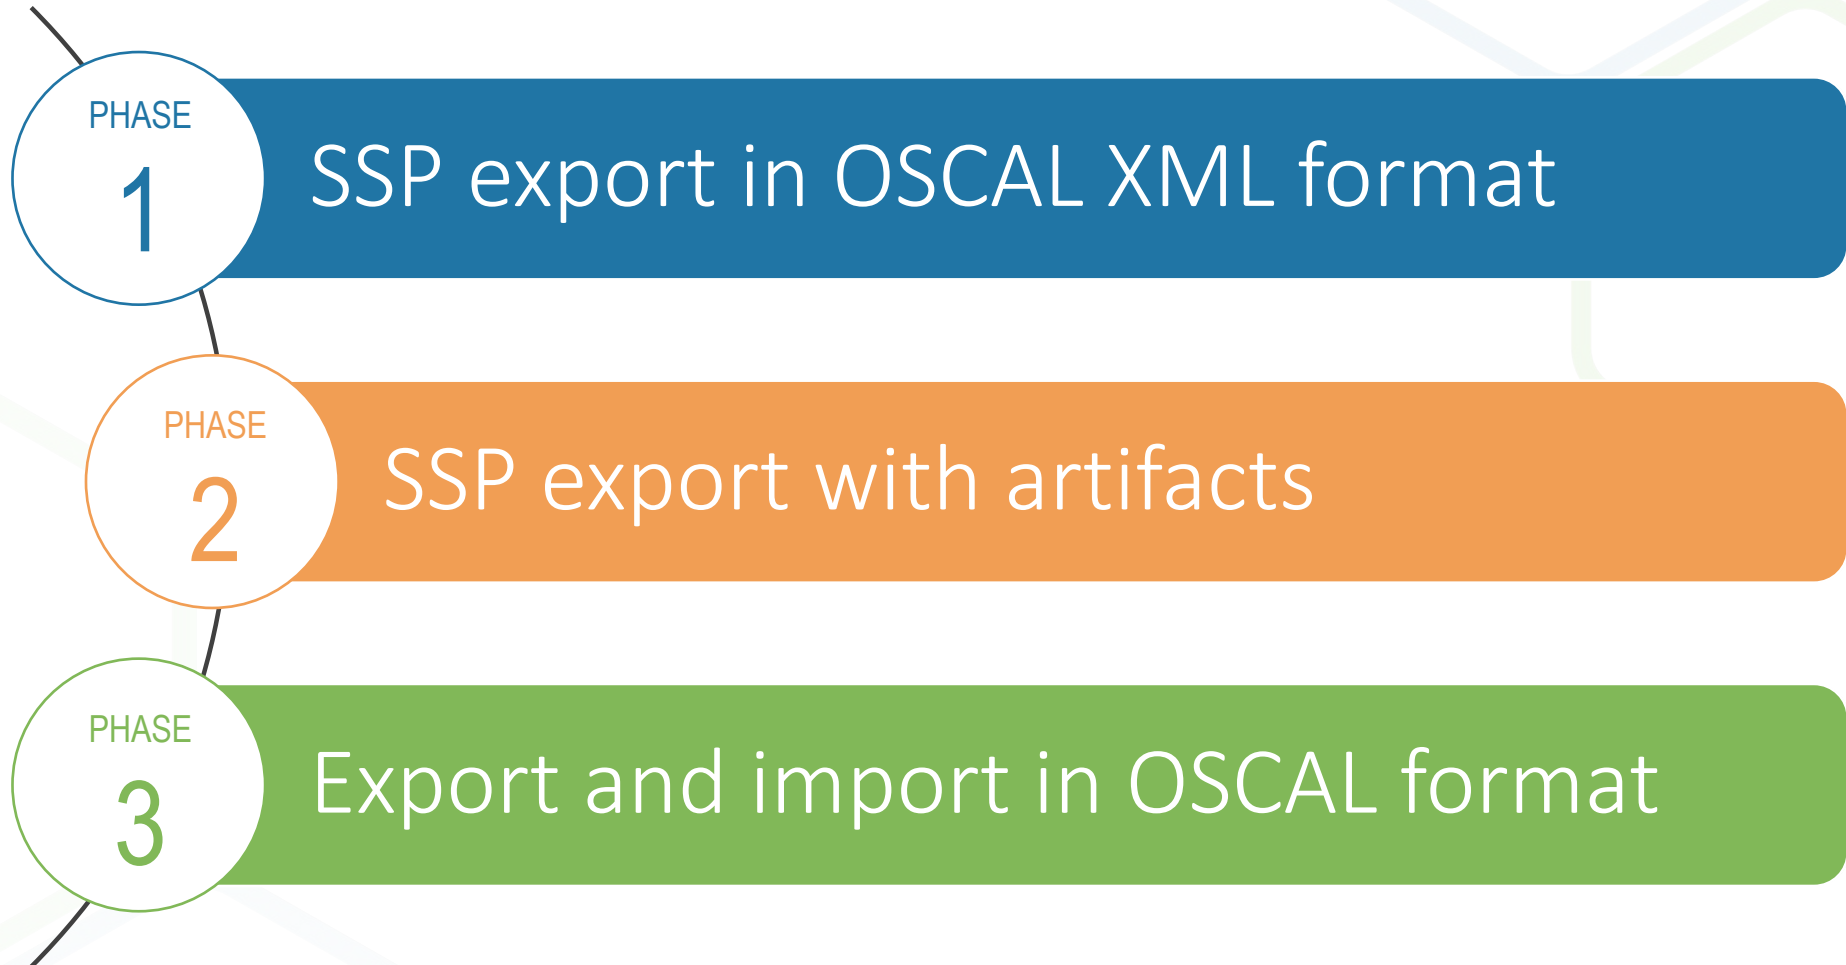 PHASE
1
SSP export in OSCAL XML format
PHASE
2
SSP export with artifacts
PHASE
3
Export and import in OSCAL format